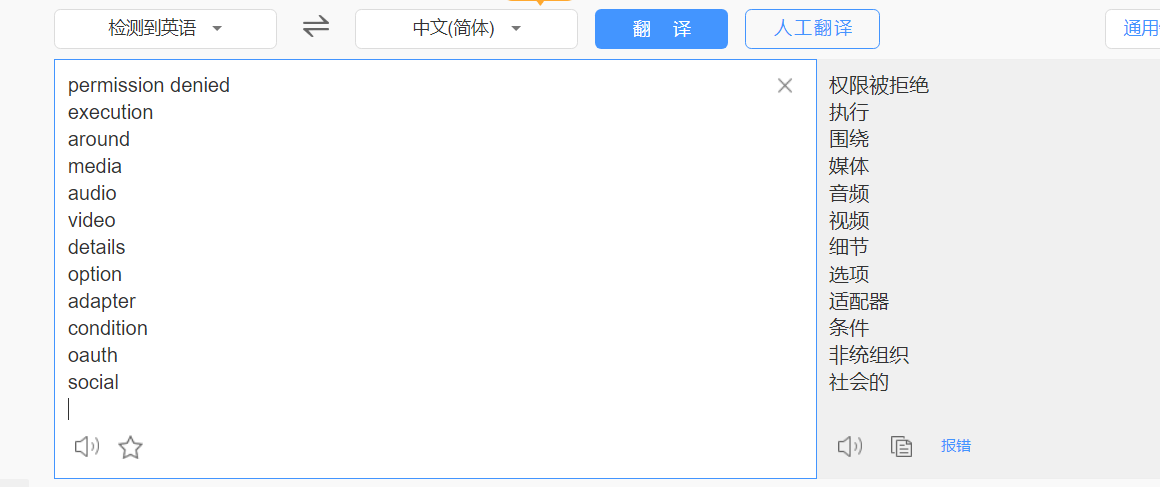 检测到英语
中文(简体)
翻 译
人工翻译
通用
permission denied
execution
around
media
audio
video
details
option
adapter
condition
oauth
social
权限被拒绝
执行
围绕
媒体
音频
视频
细节
选项
适配器
条件
非统组织
社会的
报错